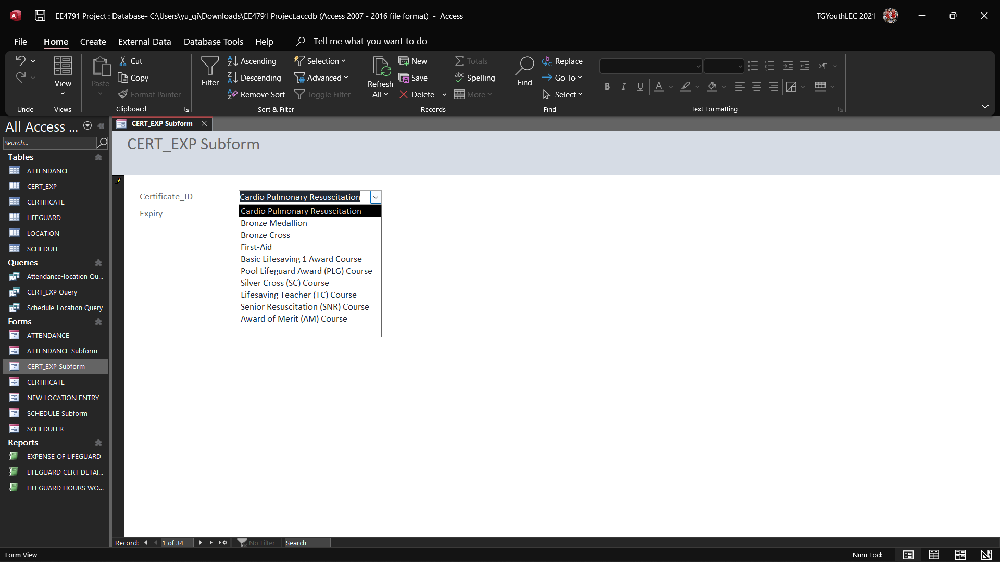 EE4791 Project : Database- C:\Users\yu_qi\Downloads\EE4791 Project.accdb (Access 2007 - 2016 file format) - Access
TGYouthLEC 2021
File Home Create External Data Database Tools Help Tell me what you want to do
View
Paste
Cut
Copy
Format Painter
Filter
Ascending
Descending
Remove Sort
Selection
Advanced
Toggle Filter
Refresh
All
New
Save
Delete
Totals
Spelling
More
Find
Replace
Go To
Select
B I U
Undo Views Clipboard Sort & Filter Records Find Text Formatting
All Access ...
Search...
Tables
ATTENDANCE
CERT_EXP
CERTIFICATE
LIFEGUARD
LOCATION
SCHEDULE
Queries
Attendance-location Qu...
CERT_EXP Query
Schedule-Location Query
Forms
ATTENDANCE
ATTENDANCE Subform
CERT_EXP Subform
CERTIFICATE
NEW LOCATION ENTRY
SCHEDULE Subform
SCHEDULER
Reports
EXPENSE OF LIFEGUARD
LIFEGUARD CERT DETAI...
LIFEGUARD HOURS WO...
CERT_EXP Subform
CERT_EXP Subform
Certificate_ID
Cardio Pulmonary Resuscitation
Expiry
Cardio Pulmonary Resuscitation
Bronze Medallion
Bronze Cross
First-Aid
Basic Lifesaving 1 Award Course
Pool Lifeguard Award (PLG) Course
Silver Cross (SC) Course
Lifesaving Teacher (TC) Course
Senior Resuscitation (SNR) Course
Award of Merit (AM) Course
Record: 1 of 34 No Filter Search
Form View
Num Lock